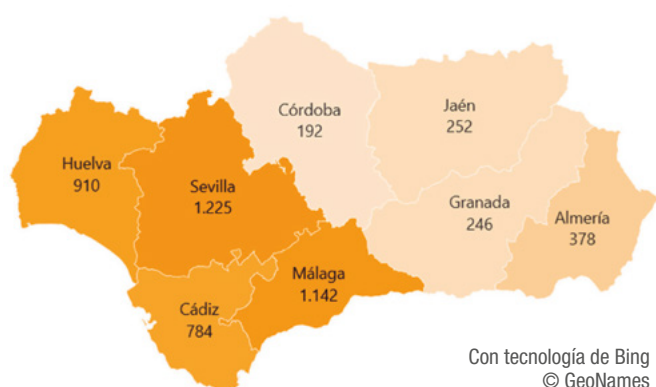 Córdoba
192
Jaén
252
Huelva
910
Sevilla
1.225
Granada
246
Almería
378
Málaga
1.142
Cádiz
784
Con tecnología de Bing
© GeoNames